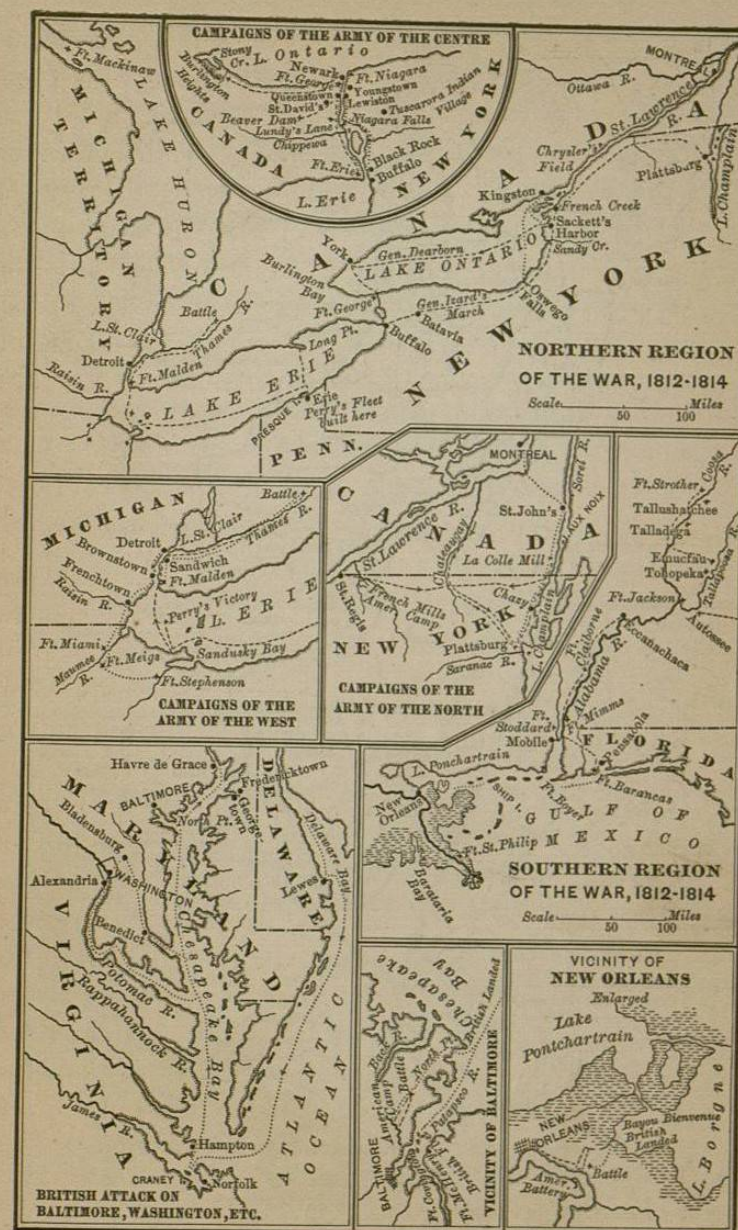 CAMPAIGNS OF THE ARMY OF THE CENTRE
Stony Cr.
L. Ontario
Burlington
Heights
Newark
Ft. George
Ft. Niagara
Queenstown
Youngstown
St. David's
Lewiston
Tuscarora Indian
Village
Beaver Dam
Niagara Falls
Lundy's Lane
Chippewa
CANADA
Ft. Erie
Black Rock
Buffalo
L. Erie
NEW YORK
Ft. Mackinaw
MICHIGAN
TERRITORY
LAKE HURON
MONTREAL
Ottawa R.
St. Lawrence
R.
CANADA
Chrysler's
Field
Plattsburg
L. Champlain
Kingston
French Creek
Sackett's
Harbor
Sandy Cr.
York
Gen. Dearborn
LAKE ONTARIO
Burlington
Bay
Ft. George
Gen. Izard's
March
Oswego
Falls
Batavia
Buffalo
NEW YORK
Battle
L. St. Clair
Thames R.
Long Pt.
Detroit
Ft. Malden
Raisin R.
LAKE ERIE
PRESQUE I.
Erie
Perry's Fleet
built here
PENN.
NORTHERN REGION
OF THE WAR, 1812-1814
Scale Miles
50 100
MICHIGAN
Battle
L. St. Clair
Thames R.
Detroit
Brownstown
Sandwich
Ft. Malden
Frenchtown
Raisin
R.
Perry's Victory
L. ERIE
Ft. Miami
Maumee
R.
Ft. Meigs
Sandusky Bay
Ft. Stephenson
CAMPAIGNS OF THE
ARMY OF THE WEST
MONTREAL
Sorel R.
CANADA
St. John's
I. AUX NOIX
St. Lawrence R.
Chateaugay
La Colle Mill
St. Regis
French Mills
Amer. Camp
Chazy
NEW YORK
Plattsburg
L. Champlain
Saranac R.
CAMPAIGNS OF THE
ARMY OF THE NORTH
Ft. Strother
Coosa
R.
Tallushatchee
Talladega
Emucfau
Tohopeka
Tallapoosa
R.
Ft. Jackson
Autossee
Eccanachaca
Ft.
Claiborne
Alabama R.
Ft.
Stoddard
Mimms
Mobile
FLORIDA
Pensacola
L. Ponchartrain
New
Orleans
SHIP I.
Ft. Bowyer
Ft. Barancas
GULF OF
MEXICO
Ft. St. Philip
Barataria
Bay
SOUTHERN REGION
OF THE WAR, 1812-1814
Scale Miles
50 100
Havre de Grace
Fredericktown
BALTIMORE
George-
town
North Pt.
DELAWARE
Delaware Bay
MARYLAND
Bladensburg
Alexandria
WASHINGTON
Lewes
Benedict
Chesapeake Bay
Potomac R.
Rappahannock R.
VIRGINIA
James
R.
Hampton
CRANEY I.
Norfolk
ATLANTIC
OCEAN
BRITISH ATTACK ON
BALTIMORE, WASHINGTON, ETC.
Chesapeake
Bay
British Landed
North
Battle
American
Camp
Patapsco R.
BALTIMORE
Ft. Covington
Ft. McHenry
British
VICINITY OF BALTIMORE
VICINITY OF
NEW ORLEANS
Enlarged
Lake
Pontchartrain
NEW
ORLEANS
Bayou Bienvenue
British
Landed
L. Borgne
Battle
Amer.
Battery